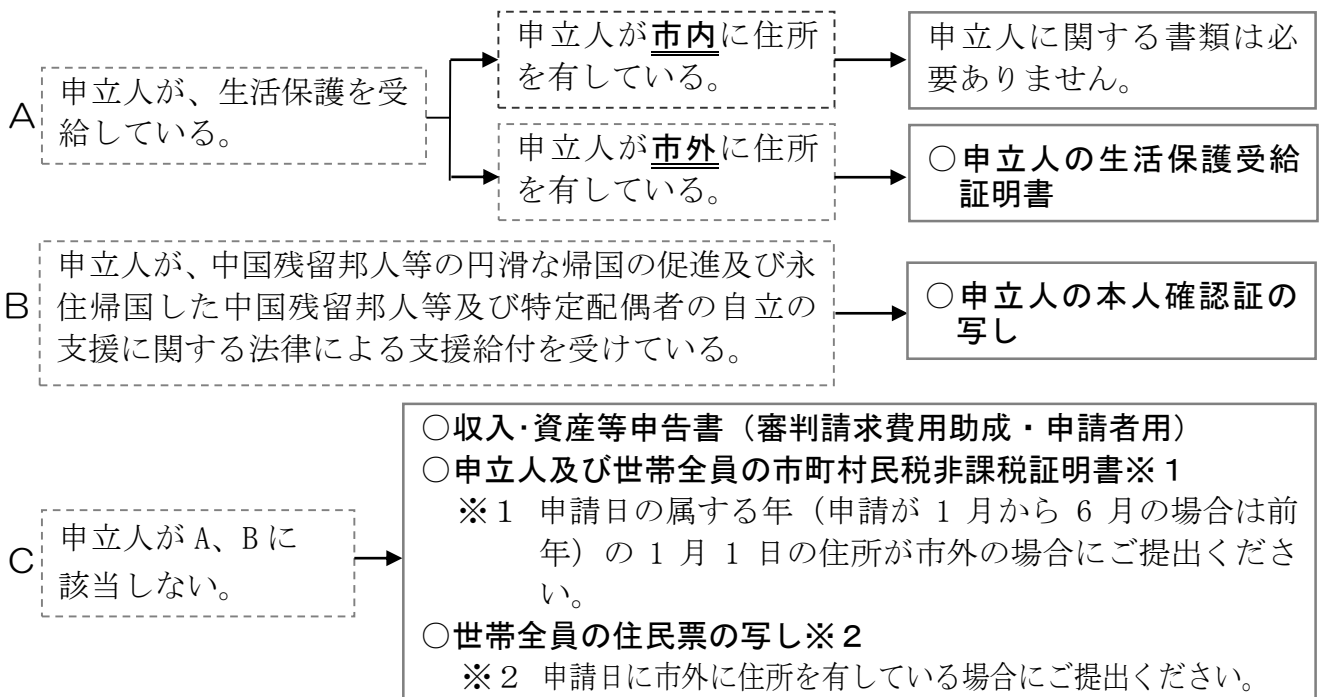 A
申立人が、生活保護を受
給している。
申立人が市内に住所
を有している。
申立人に関する書類は必
要ありません。
申立人が市外に住所
を有している。
○申立人の生活保護受給
証明書
B
申立人が、中国残留邦人等の円滑な帰国の促進及び永
住帰国した中国残留邦人等及び特定配偶者の自立の
支援に関する法律による支援給付を受けている。
○申立人の本人確認証の
写し
C
申立人が A、B に
該当しない。
○収入･資産等申告書（審判請求費用助成・申請者用）
○申立人及び世帯全員の市町村民税非課税証明書※１
※１ 申請日の属する年（申請が 1 月から 6 月の場合は前
年）の 1 月 1 日の住所が市外の場合にご提出くださ
い。
○世帯全員の住民票の写し※２
※２ 申請日に市外に住所を有している場合にご提出ください。